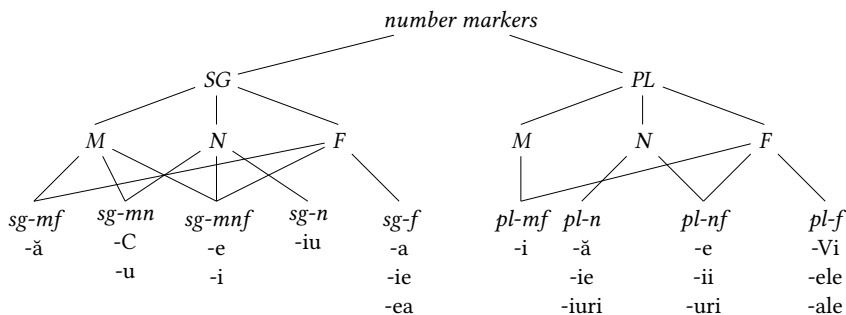 number markers
SG PL
M N F M N F
sg-mf sg-mn sg-mnf sg-n sg-f pl-mf pl-n pl-nf pl-f
-ă -C -e -iu -a -i -ă -e -Vi
-u -i -ie -ie -ii -ele
-ea -iuri -uri -ale